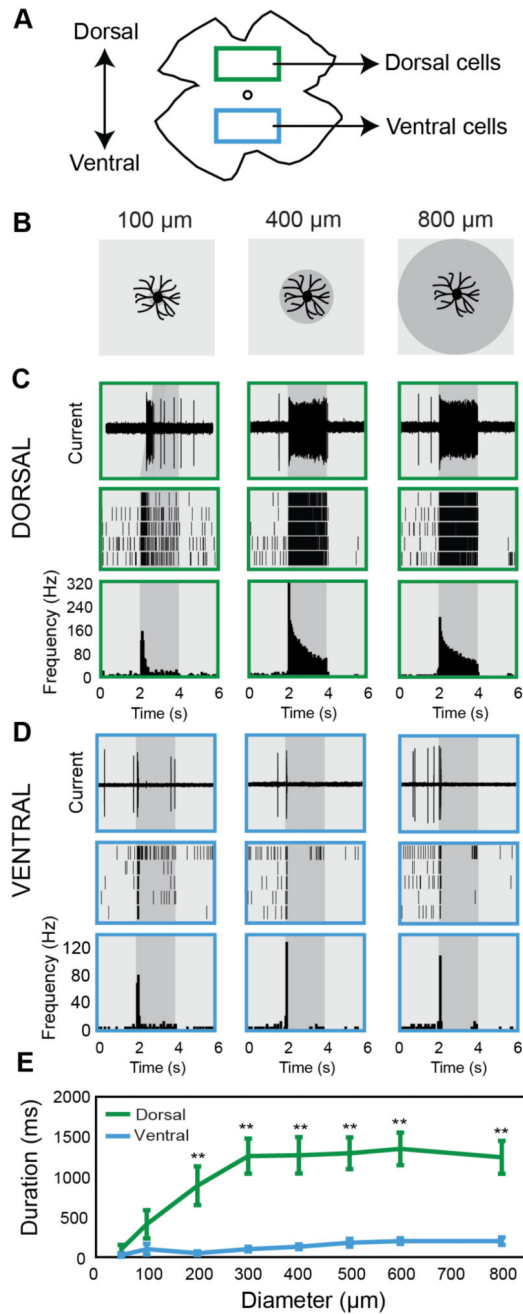 A
Dorsal
Dorsal cells
Ventral cells
Ventral
B
100 μm 400 μm 800 μm
C
DORSAL
Current
Frequency (Hz)
320
240
160
80
0
0 2 4 6 0 2 4 6 0 2 4 6
Time (s) Time (s) Time (s)
D
VENTRAL
Current
Frequency (Hz)
120
80
40
0
0 2 4 6 0 2 4 6 0 2 4 6
Time (s) Time (s) Time (s)
E
Duration (ms)
2000
1500
1000
500
0
Dorsal
Ventral
** ** ** ** ** **
0 100 200 300 400 500 600 700 800
Diameter (μm)